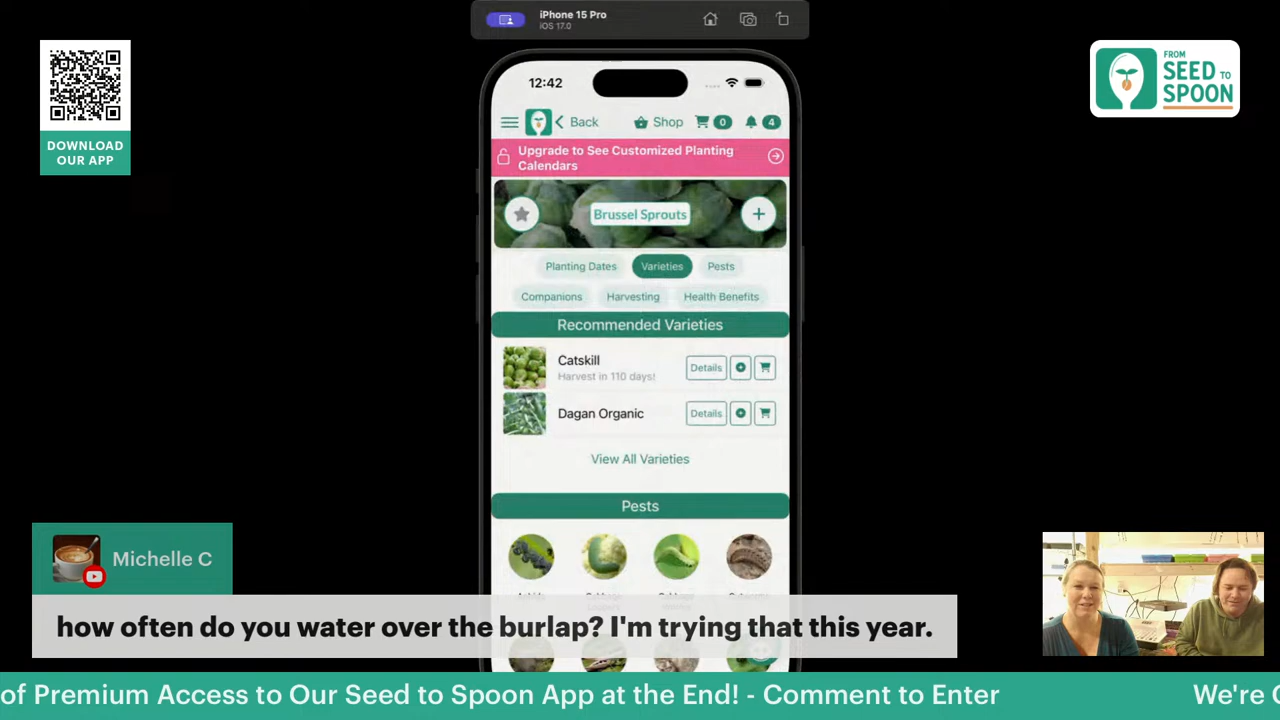 iPhone 15 Pro
iOS 17.0
DOWNLOAD
OUR APP
FROM
SEED TO
SPOON
12:42
Back
Shop
0
4
Upgrade to See Customized Planting
Calendars
Brussel Sprouts
Planting Dates
Varieties
Pests
Companions
Harvesting
Health Benefits
Recommended Varieties
Catskill
Harvest in 110 days!
Details
Dagan Organic
Details
View All Varieties
Pests
Michelle C
how often do you water over the burlap? I'm trying that this year.
of Premium Access to Our Seed to Spoon App at the End! - Comment to Enter
We're